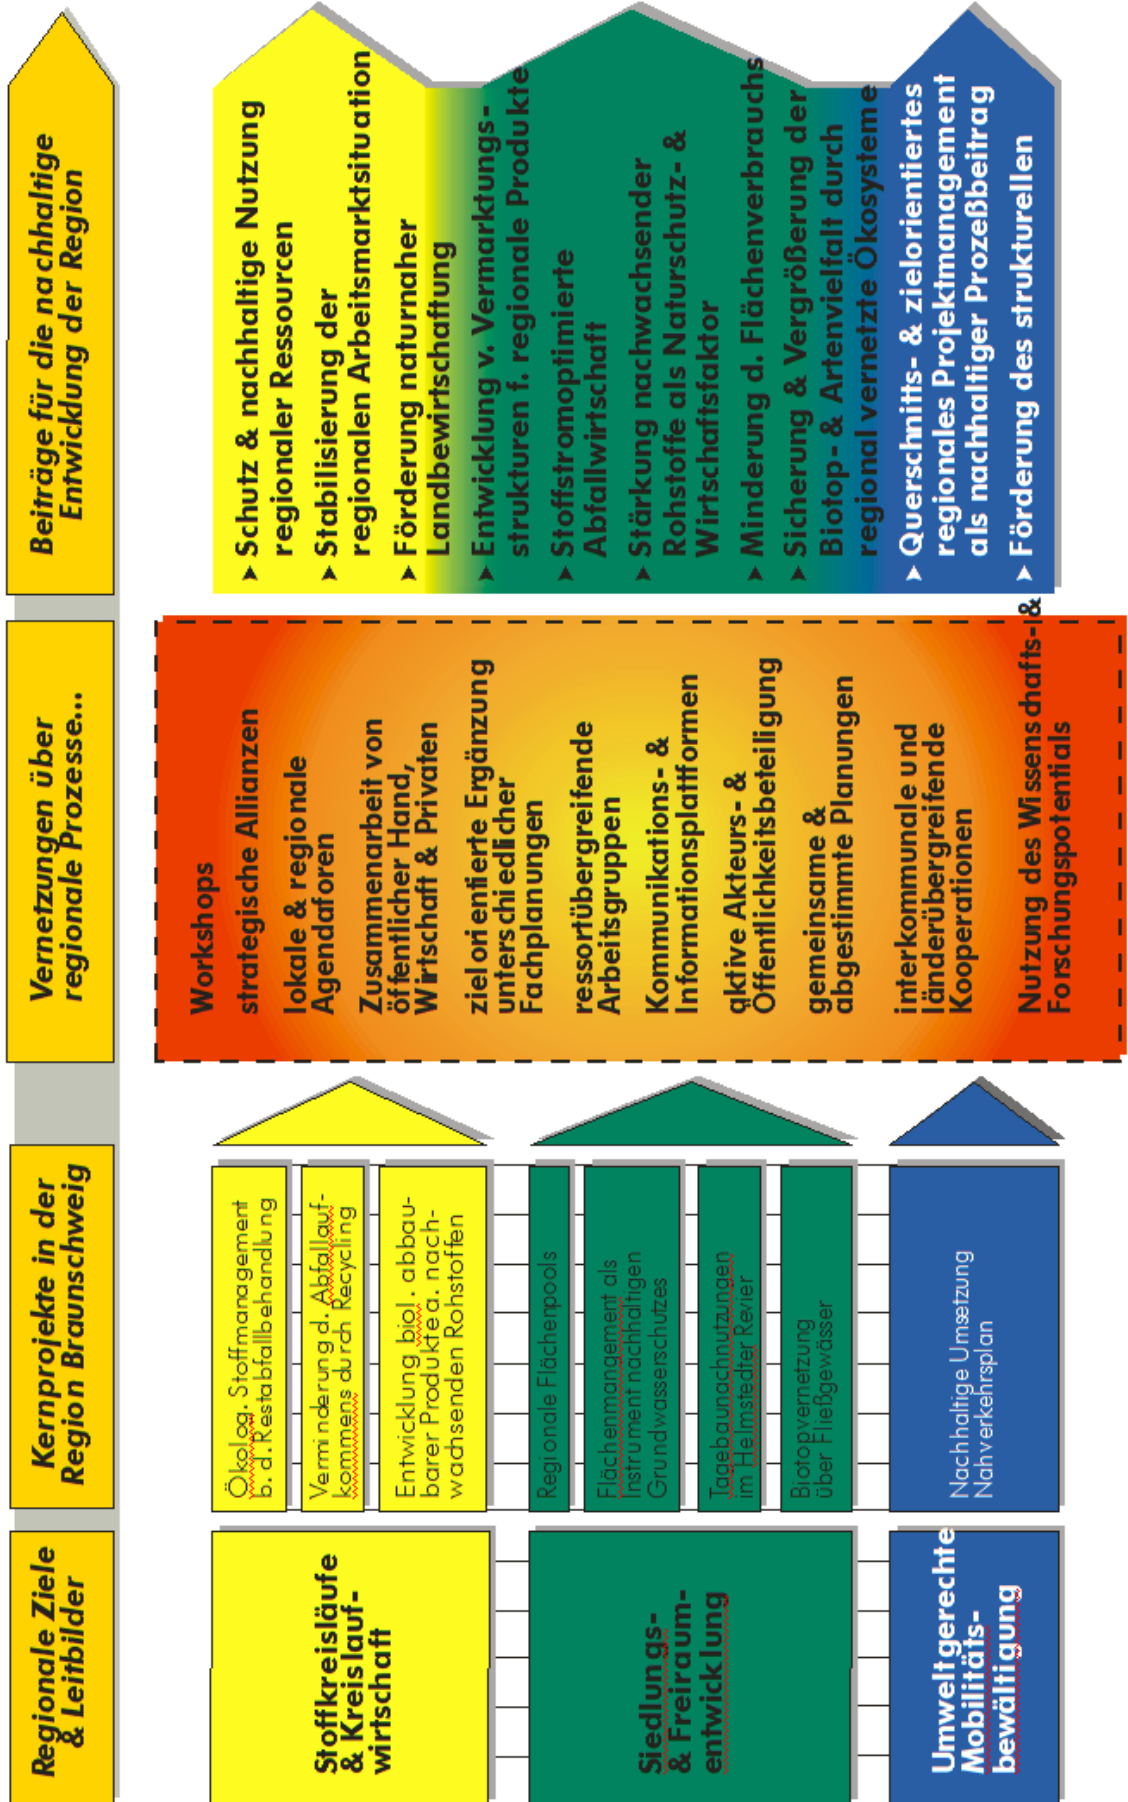 Regionale Ziele
& Leitbilder
Kernprojekte in der
Region Braunschweig
Vernetzungen über
regionale Prozesse...
Beiträge für die nachhaltige
Entwicklung der Region
Stoffkreisläufe
& Kreislauf-
wirtschaft
Siedlungs-
& Freiraum-
entwicklung
Umweltgerechte
Mobilitäts-
bewältigung
Ökolog. Stoffmanagement
b. d. Restabfallbehandlung
Verminderung d. Abfallauf-
kommens durch Recycling
Entwicklung biol. abbau-
barer Produkte a. nach-
wachsenden Rohstoffen
Regionale Flächenpools
Flächenmangement als
Instrument nachhaltigen
Grundwasserschutzes
Tagebaunachnutzungen
im Helmstedter Revier
Biotopvernetzung
über Fließgewässer
Nachhaltige Umsetzung
Nahverkehrsplan
Workshops
strategische Allianzen
lokale & regionale
Agendaforen
Zusammenarbeit von
öffentlicher Hand,
Wirtschaft & Privaten
zielorientierte Ergänzung
unterschiedlicher
Fachplanungen
ressortübergreifende
Arbeitsgruppen
Kommunikations- &
Informationsplattformen
aktive Akteurs- &
Öffentlichkeitsbeteiligung
gemeinsame &
abgestimmte Planungen
interkommunale und
länderübergreifende
Kooperationen
Nutzung des Wissenschafts- &
Forschungspotentials
➤ Schutz & nachhaltige Nutzung
regionaler Ressourcen
➤ Stabilisierung der
regionalen Arbeitsmarktsituation
➤ Förderung naturnaher
Landbewirtschaftung
➤ Entwicklung v. Vermarktungs-
strukturen f. regionale Produkte
➤ Stoffstromoptimierte
Abfallwirtschaft
➤ Stärkung nachwachsender
Rohstoffe als Naturschutz- &
Wirtschaftsfaktor
➤ Minderung d. Flächenverbrauchs
➤ Sicherung & Vergrößerung der
Biotop- & Artenvielfalt durch
regional vernetzte Ökosysteme
➤ Querschnitts- & zielorientiertes
regionales Projektmanagement
als nachhaltiger Prozeßbeitrag
➤ Förderung des strukturellen